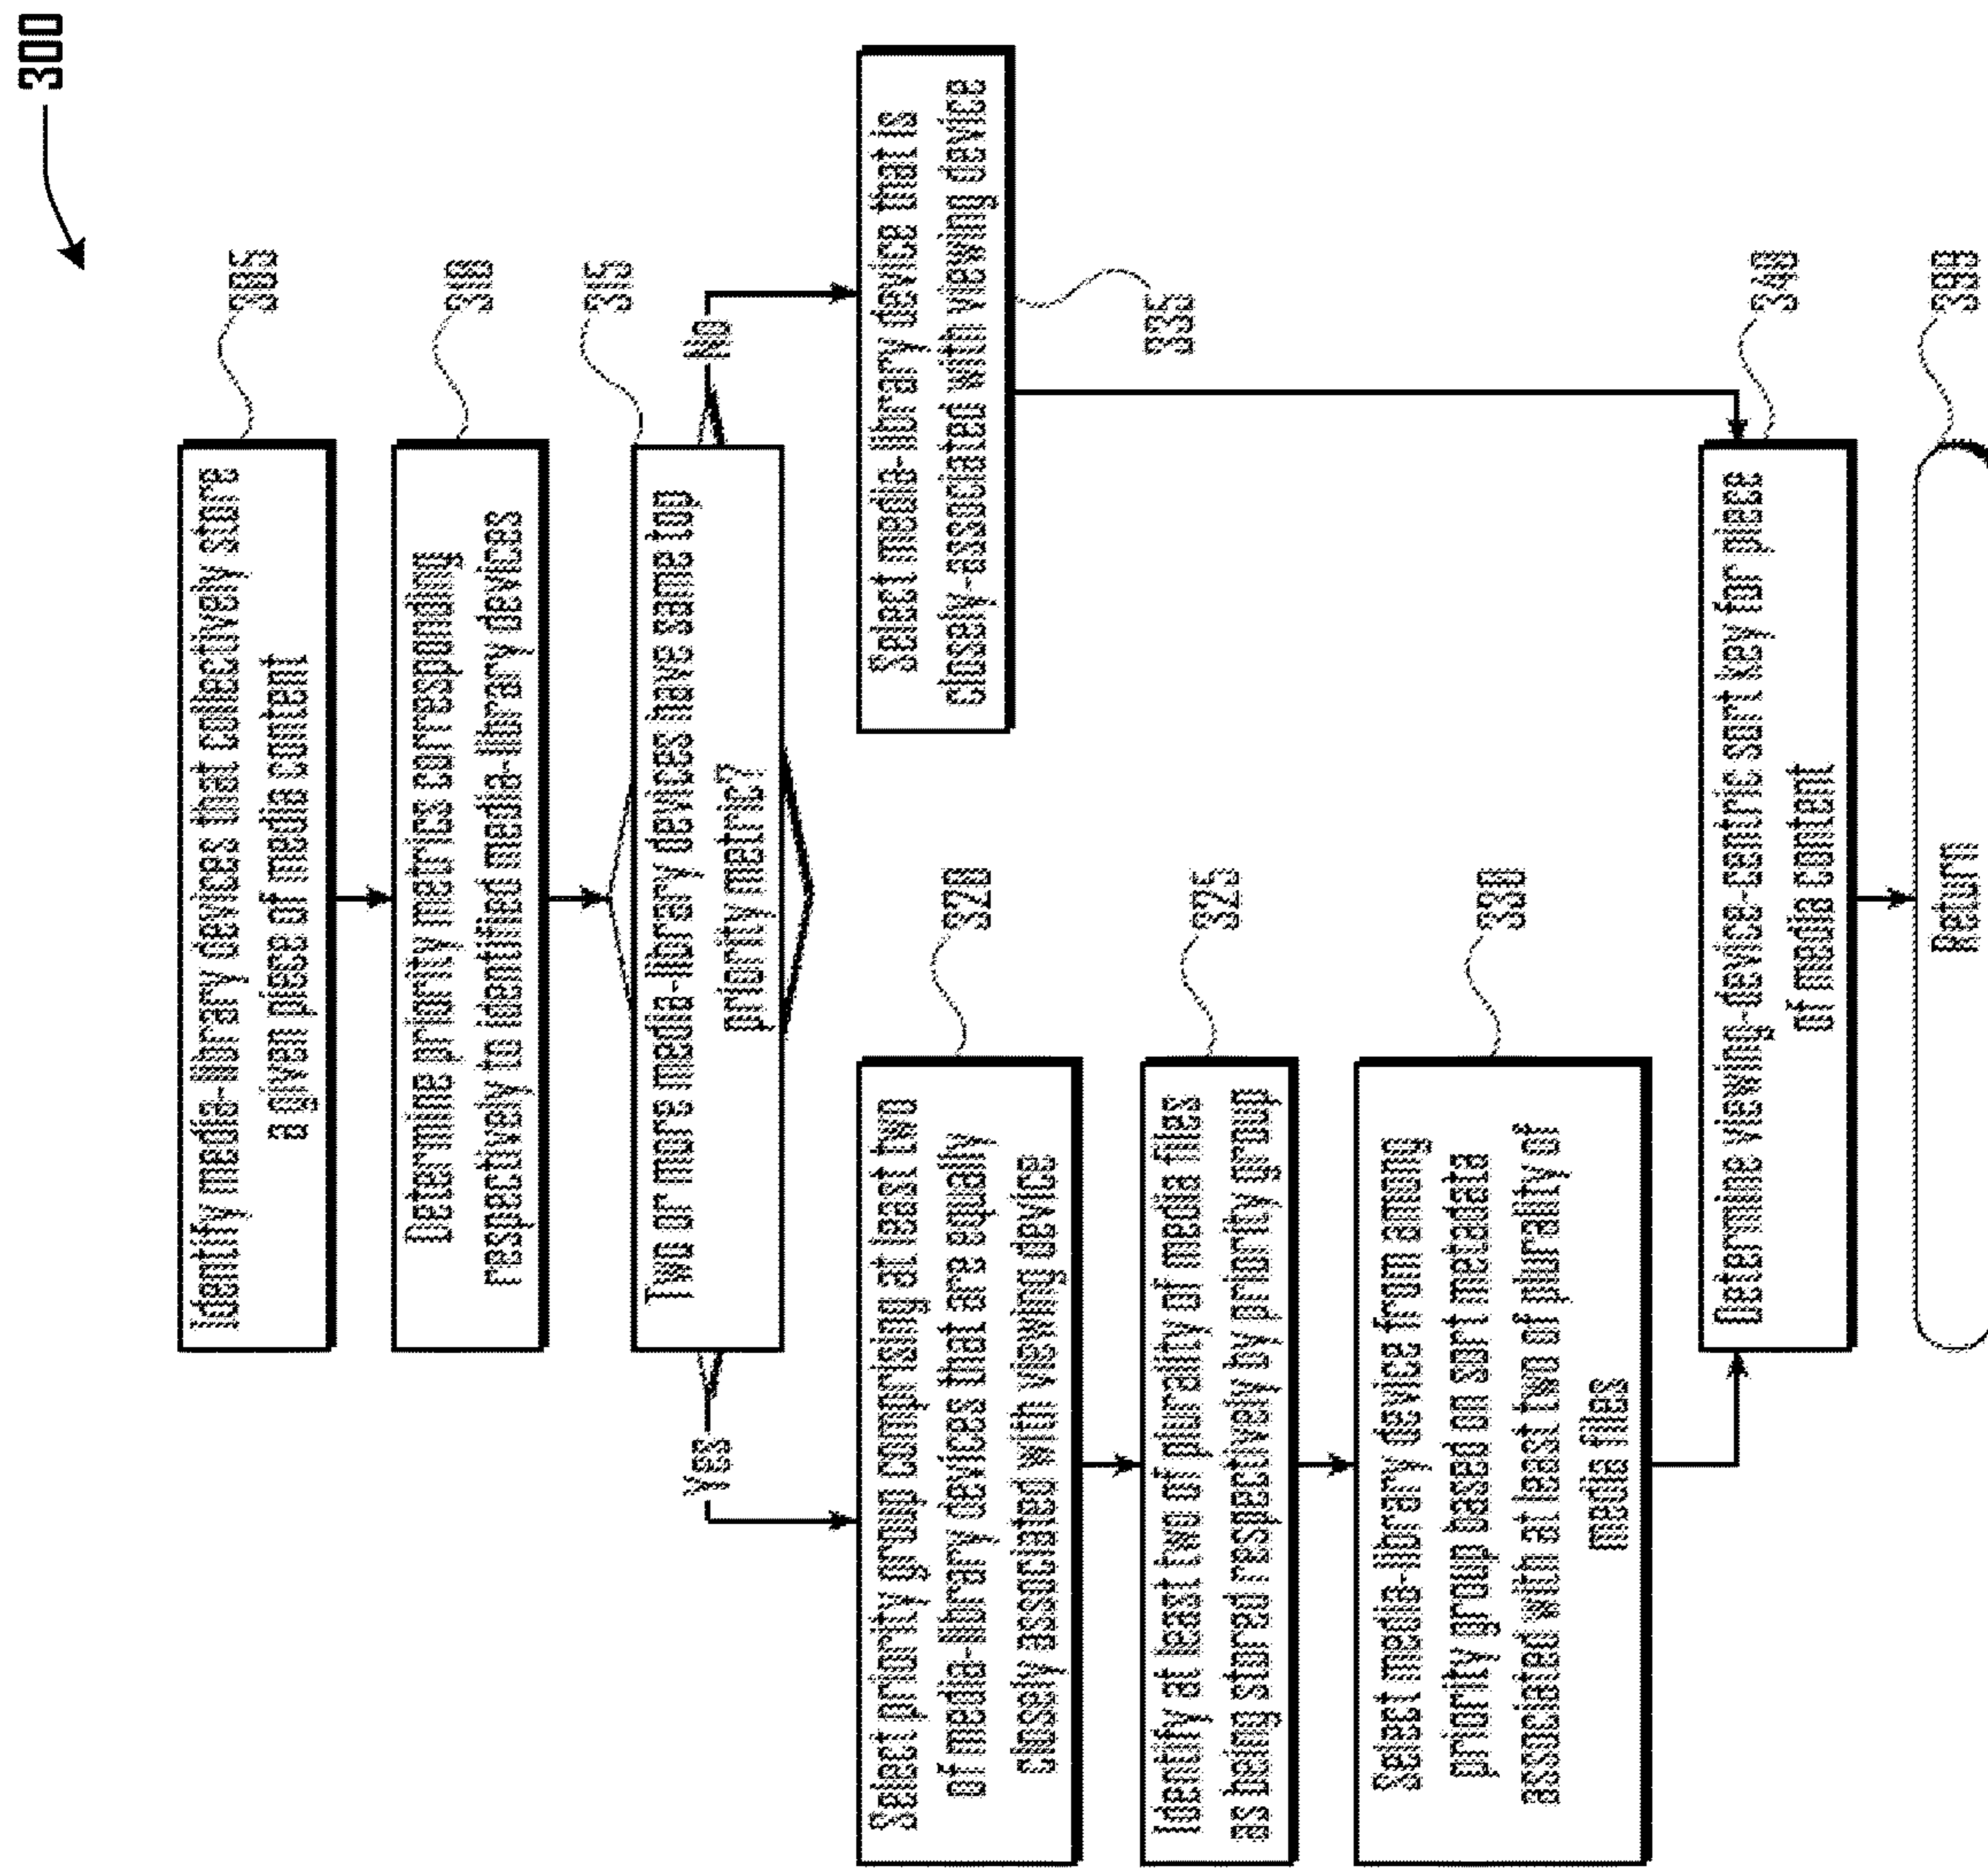 300
305
Identify media-library devices that collectively store
a given piece of media content
310
Determine priority metrics corresponding
respectively to identified media-library devices
315
Two or more media-library devices have same top
priority metric?
Yes
No
320
Select priority group comprising at least two
of media-library devices that are equally
closely associated with viewing device
325
Identify at least two of plurality of media files
as being stored respectively by priority group
330
Select media-library device from among
priority group based on sort metadata
associated with at least two of plurality of
media files
Select media-library device that is
closely-associated with viewing device
335
340
Determine viewing-device-centric sort key for piece
of media content
399
Return